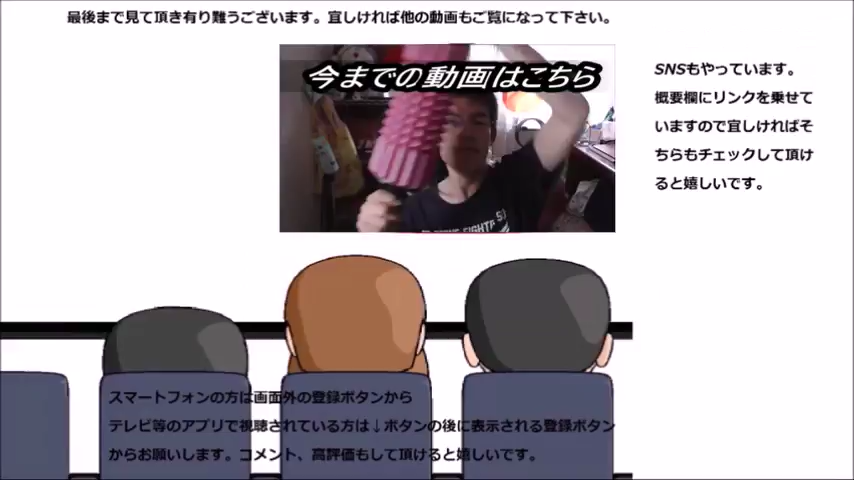 最後まで見て頂き有り難うございます。宜しければ他の動画もご覧になって下さい。
今までの動画はこちら
SNSもやっています。
概要欄にリンクを乗せて
いますので宜しければそ
ちらもチェックして頂け
ると嬉しいです。
スマートフォンの方は画面外の登録ボタンから
テレビ等のアプリで視聴されている方は↓ボタンの後に表示される登録ボタン
からお願いします。コメント、高評価もして頂けると嬉しいです。